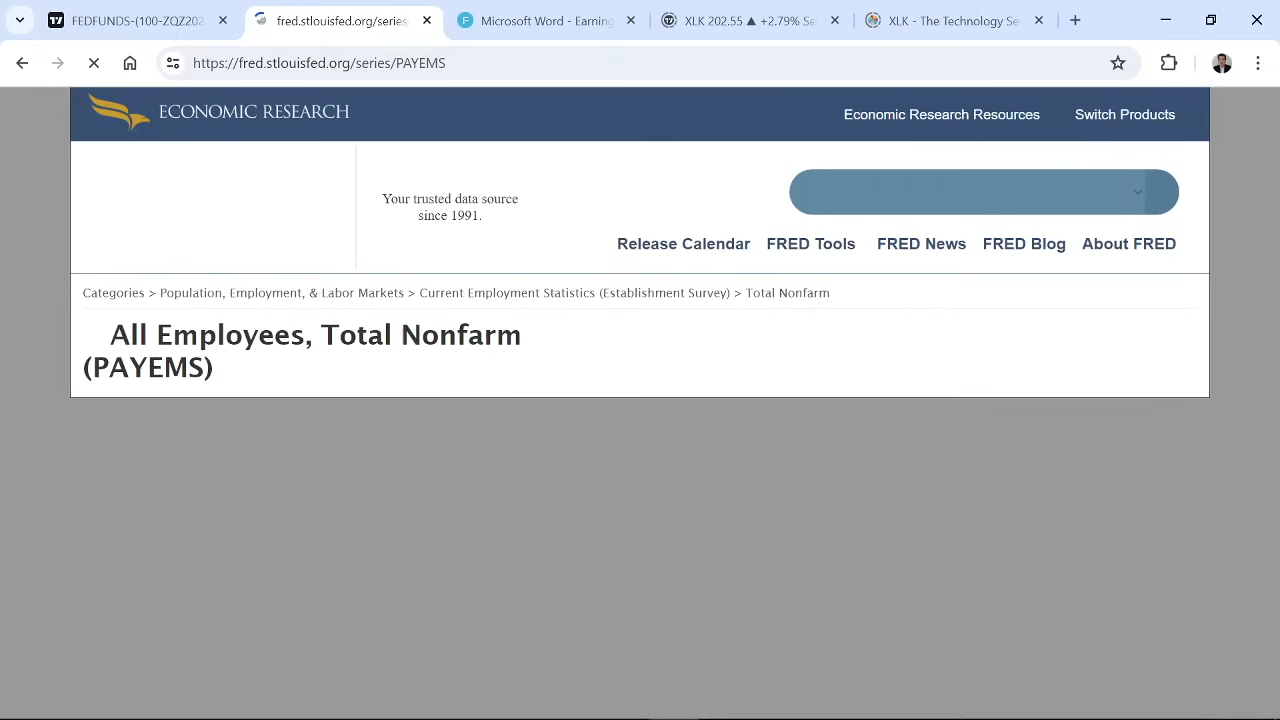 FEDFUNDS-(100-ZQZ202
fred.stlouisfed.org/series
Microsoft Word - Earning
XLK 202.55 ▲ +2.79% Se
XLK - The Technology Se
https://fred.stlouisfed.org/series/PAYEMS
ECONOMIC RESEARCH
Economic Research Resources
Switch Products
Your trusted data source
since 1991.
Release Calendar
FRED Tools
FRED News
FRED Blog
About FRED
Categories > Population, Employment, & Labor Markets > Current Employment Statistics (Establishment Survey) > Total Nonfarm
All Employees, Total Nonfarm
(PAYEMS)